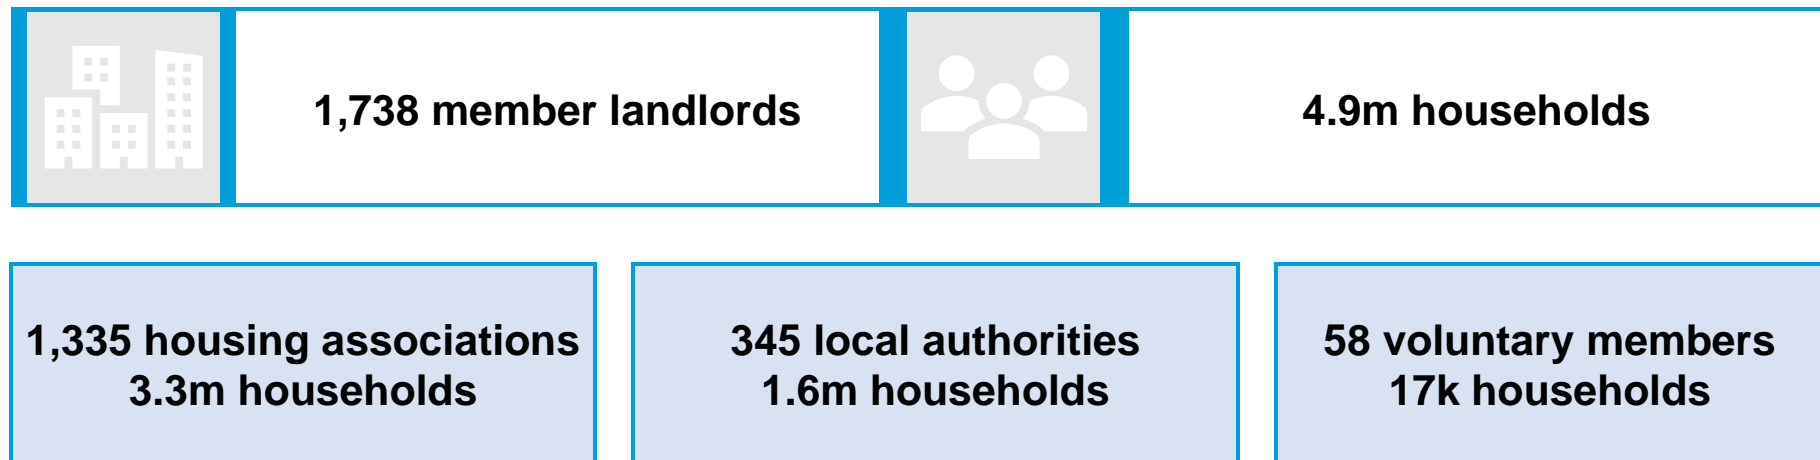 1,738 member landlords
4.9m households
1,335 housing associations
3.3m households
345 local authorities
1.6m households
58 voluntary members
17k households